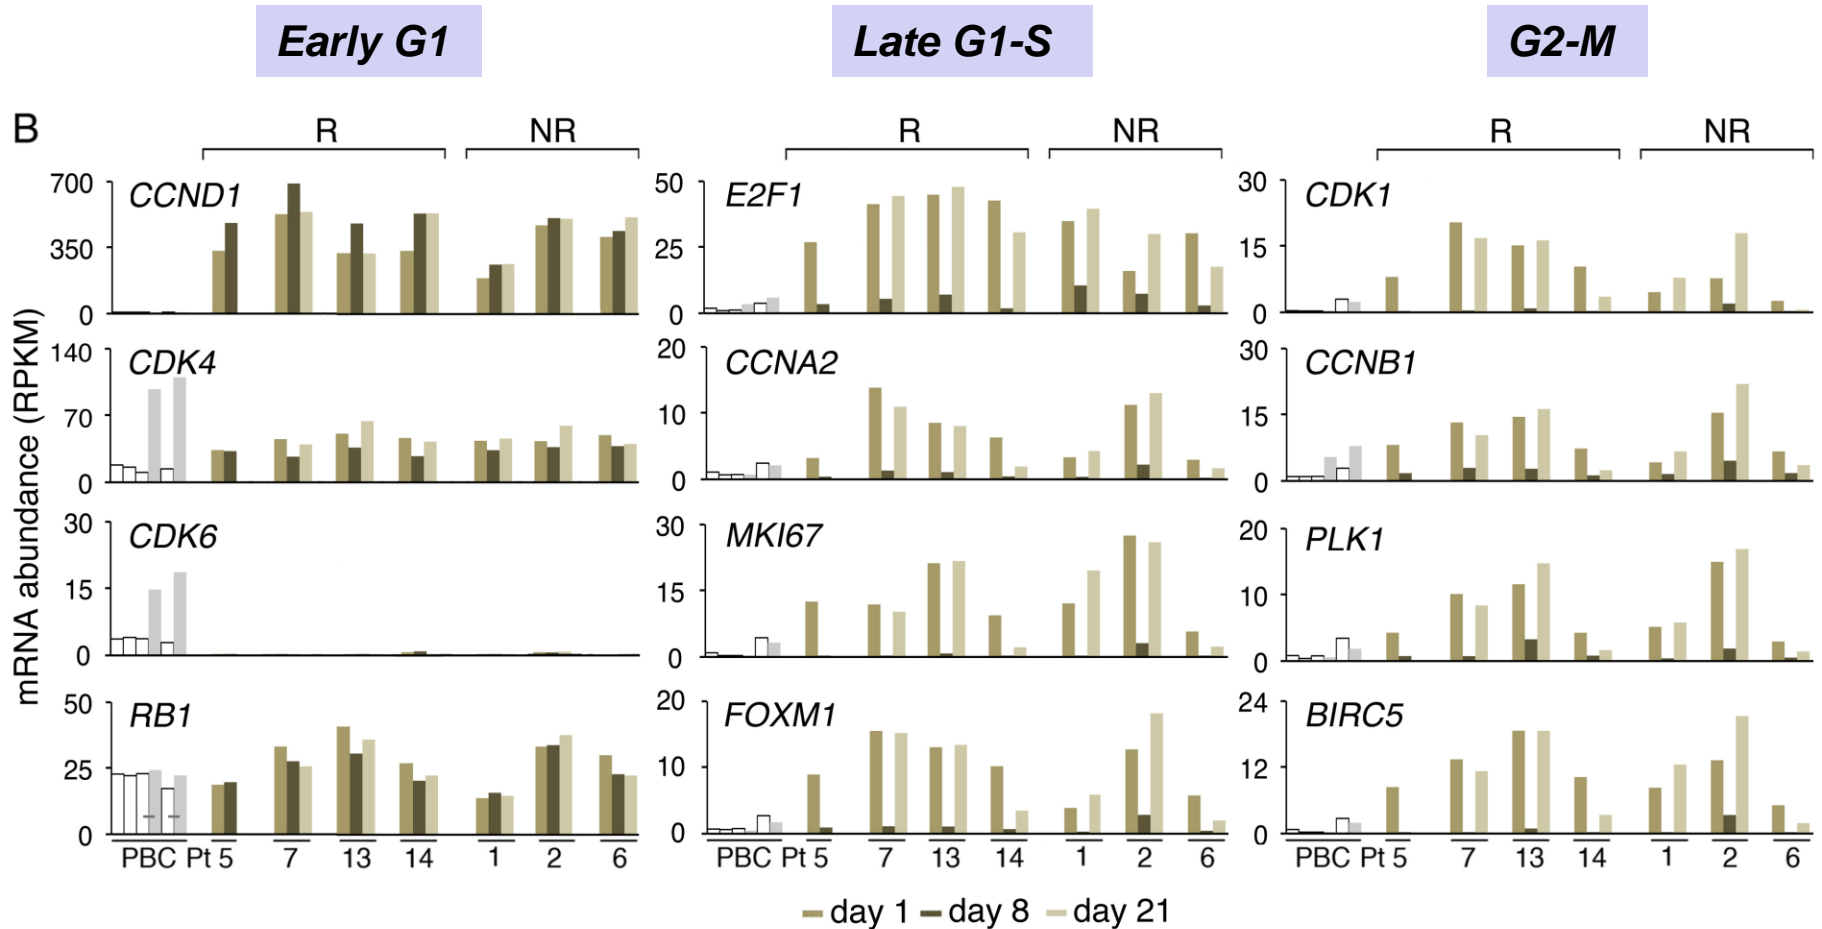 Early G1 Late G1-S G2-M
B R NR R NR R NR
mRNA abundance (RPKM)
700 CCND1 50 E2F1 30 CDK1
350 25 15
0 0 0
140 CDK4 20 CCNA2 30 CCNB1
70 10 15
0 0 0
30 CDK6 30 MKI67 20 PLK1
15 15 10
0 0 0
50 RB1 20 FOXM1 24 BIRC5
25 10 12
0 0 0
PBC Pt 5 7 13 14 1 2 6 PBC Pt 5 7 13 14 1 2 6 PBC Pt 5 7 13 14 1 2 6
day 1 day 8 day 21